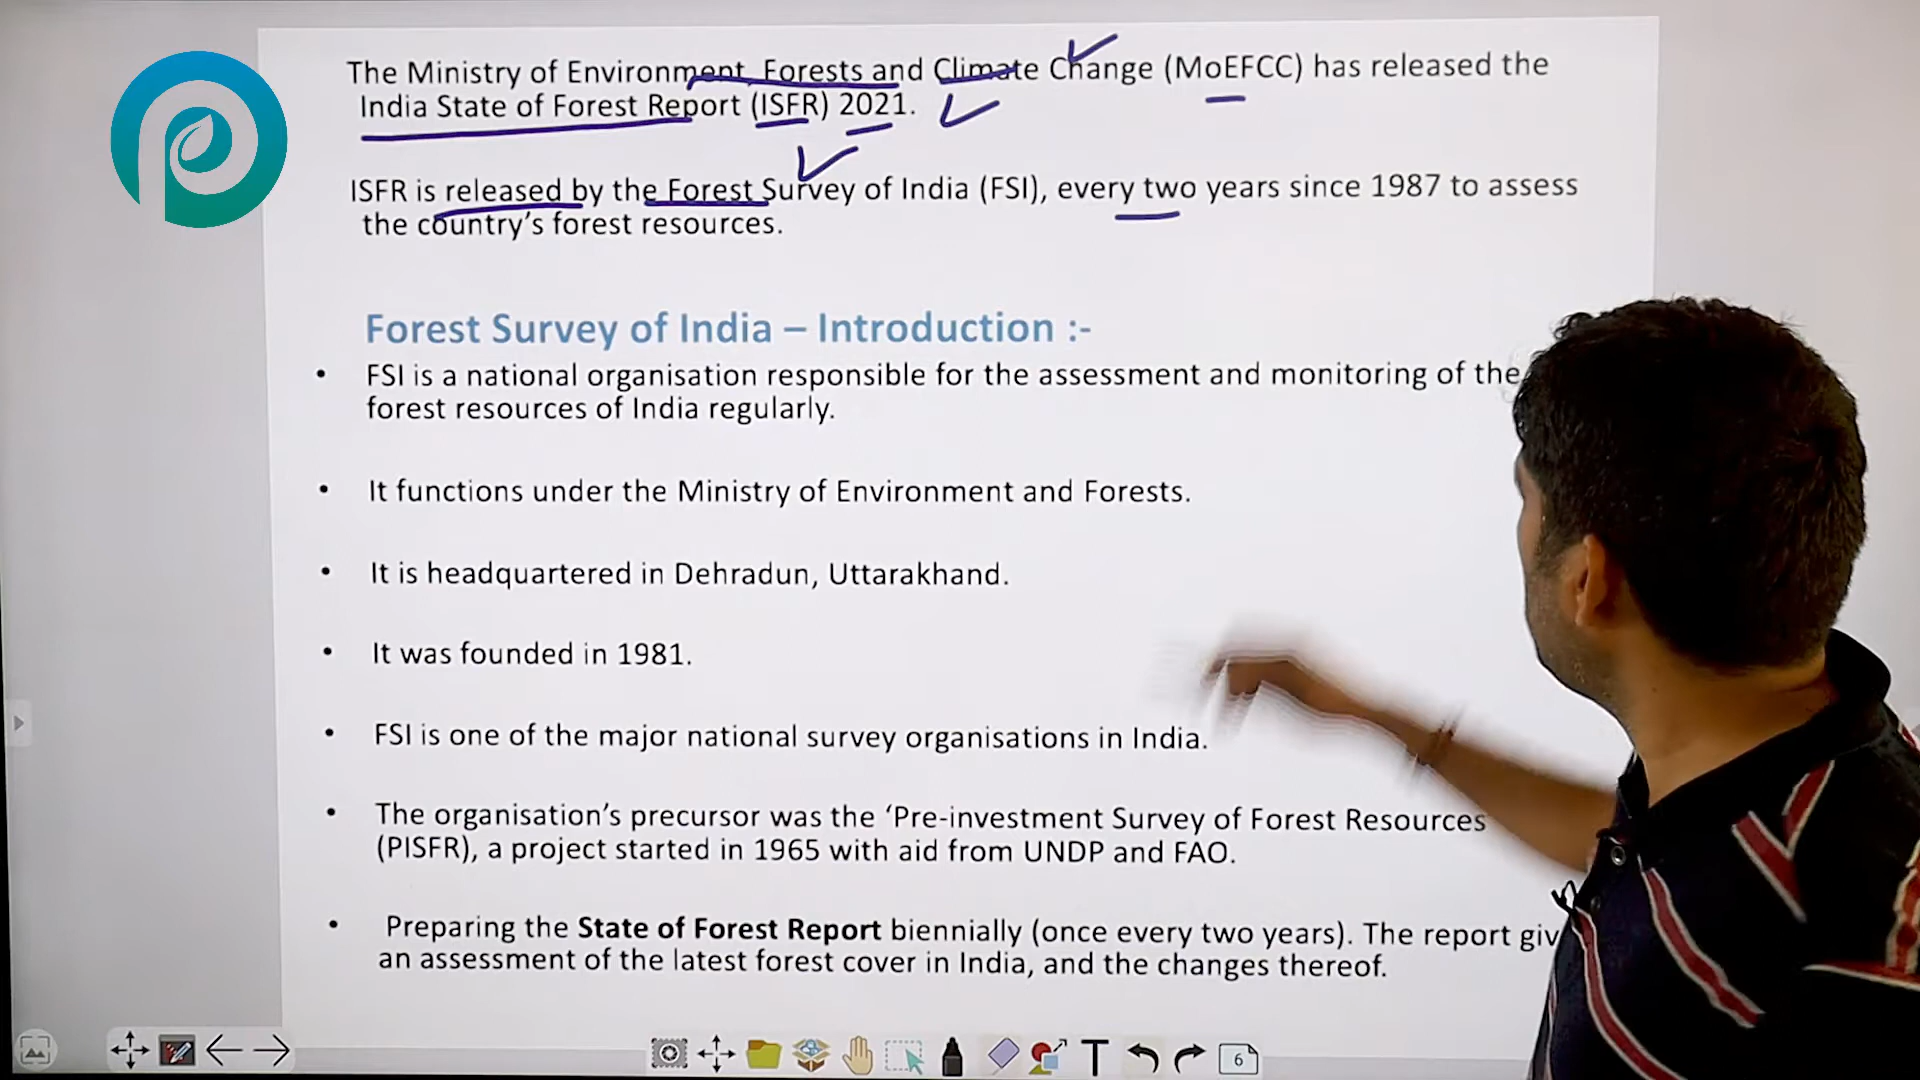 The Ministry of Environment, Forests and Climate Change (MoEFCC) has released the
India State of Forest Report (ISFR) 2021.
ISFR is released by the Forest Survey of India (FSI), every two years since 1987 to assess
the country's forest resources.
Forest Survey of India – Introduction :-
• FSI is a national organisation responsible for the assessment and monitoring of the
forest resources of India regularly.
• It functions under the Ministry of Environment and Forests.
• It is headquartered in Dehradun, Uttarakhand.
• It was founded in 1981.
• FSI is one of the major national survey organisations in India.
• The organisation's precursor was the ‘Pre-investment Survey of Forest Resources
(PISFR), a project started in 1965 with aid from UNDP and FAO.
• Preparing the State of Forest Report biennially (once every two years). The report giv
an assessment of the latest forest cover in India, and the changes thereof.
T
6